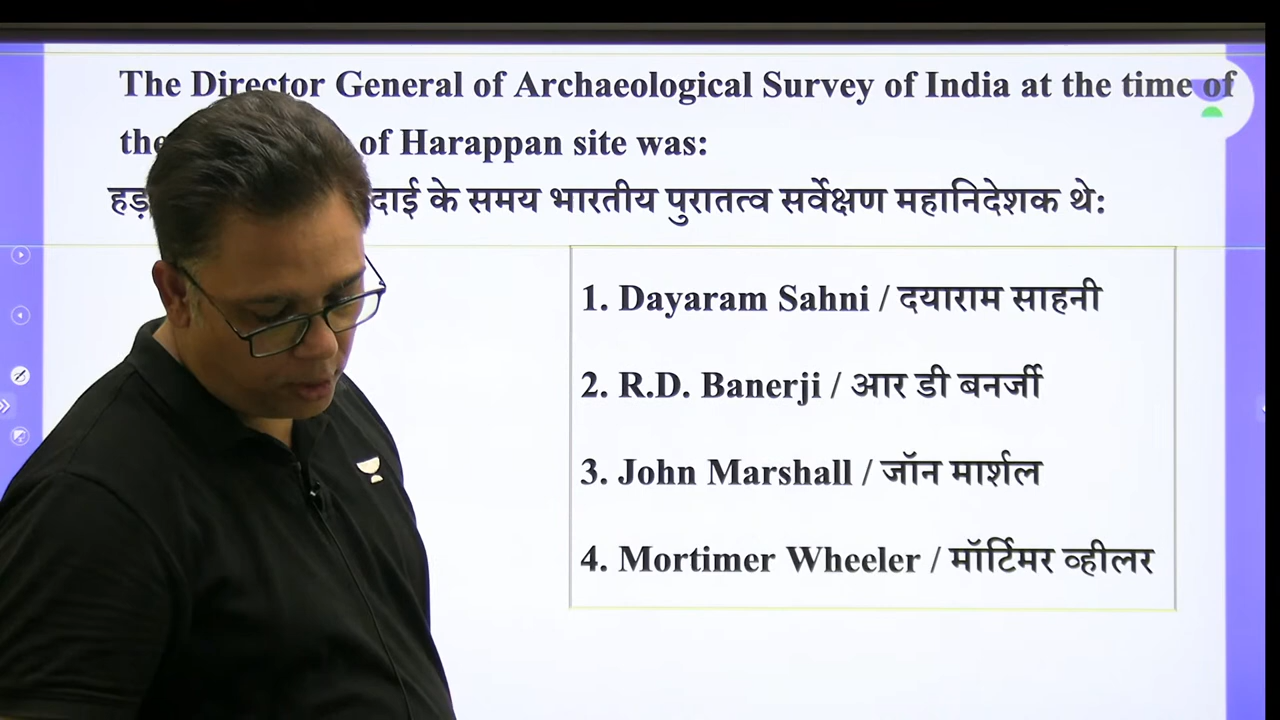 The Director General of Archaeological Survey of India at the time of
the of Harappan site was:
के समय भारतीय पुरातत्व सर्वेक्षण महानिदेशक थे:
1. Dayaram Sahni / दयाराम साहनी
2. R.D. Banerji / आर डी बनर्जी
3. John Marshall / जॉन मार्शल
4. Mortimer Wheeler / मॉर्टिमर व्हीलर